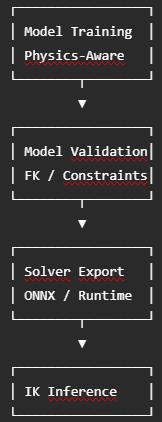 Model Training
Physics-Aware
Model Validation
FK / Constraints
Solver Export
ONNX / Runtime
IK Inference